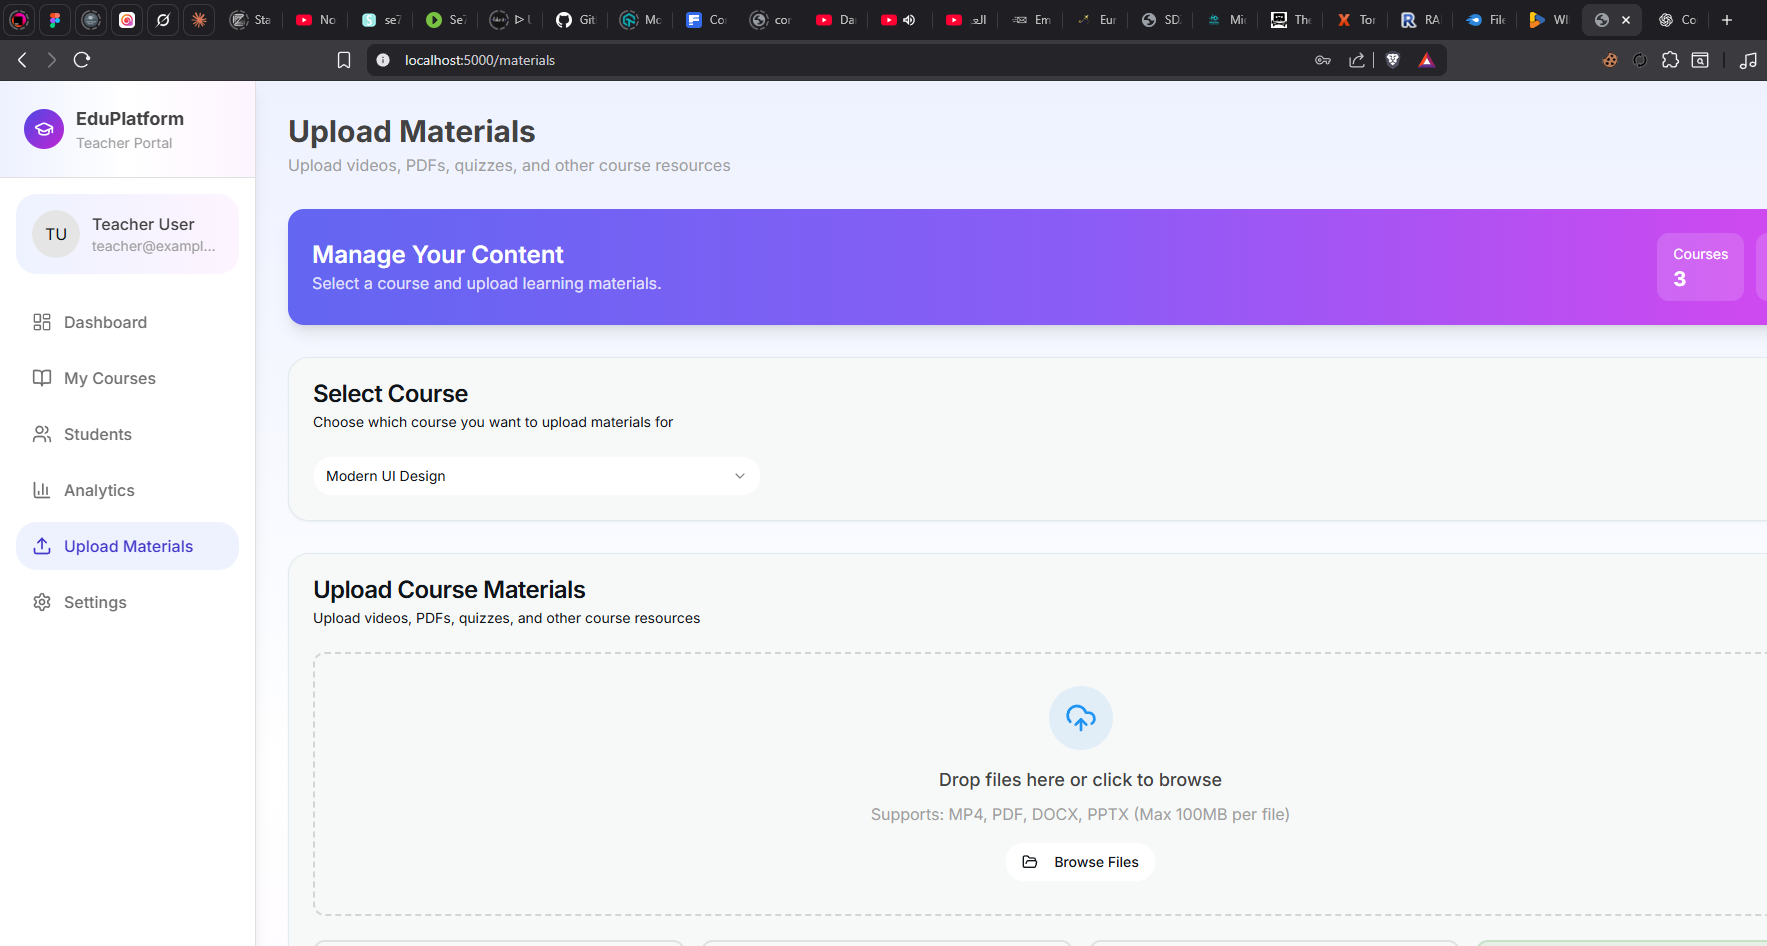 Sta
No
se7
Se7
Git
Mo
Co
cor
Da
الـ
Em
Eur
SD.
Mi
The
Tor
RA
File
Wi
Co
localhost:5000/materials
EduPlatform
Teacher Portal
TU
Teacher User
teacher@exampl...
Dashboard
My Courses
Students
Analytics
Upload Materials
Settings
Upload Materials
Upload videos, PDFs, quizzes, and other course resources
Manage Your Content
Select a course and upload learning materials.
Courses
3
Select Course
Choose which course you want to upload materials for
Modern UI Design
Upload Course Materials
Upload videos, PDFs, quizzes, and other course resources
Drop files here or click to browse
Supports: MP4, PDF, DOCX, PPTX (Max 100MB per file)
Browse Files